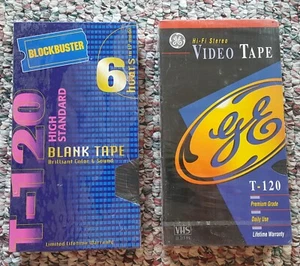 BLOCKBUSTER
6
hours
T-120
HIGH
STANDARD
BLANK TAPE
Brilliant Color & Sound
Limited Lifetime Warranty
GE
Hi-Fi Stereo
VIDEO TAPE
GE
T-120
Premium Grade
Daily Use
Lifetime Warranty
VHS